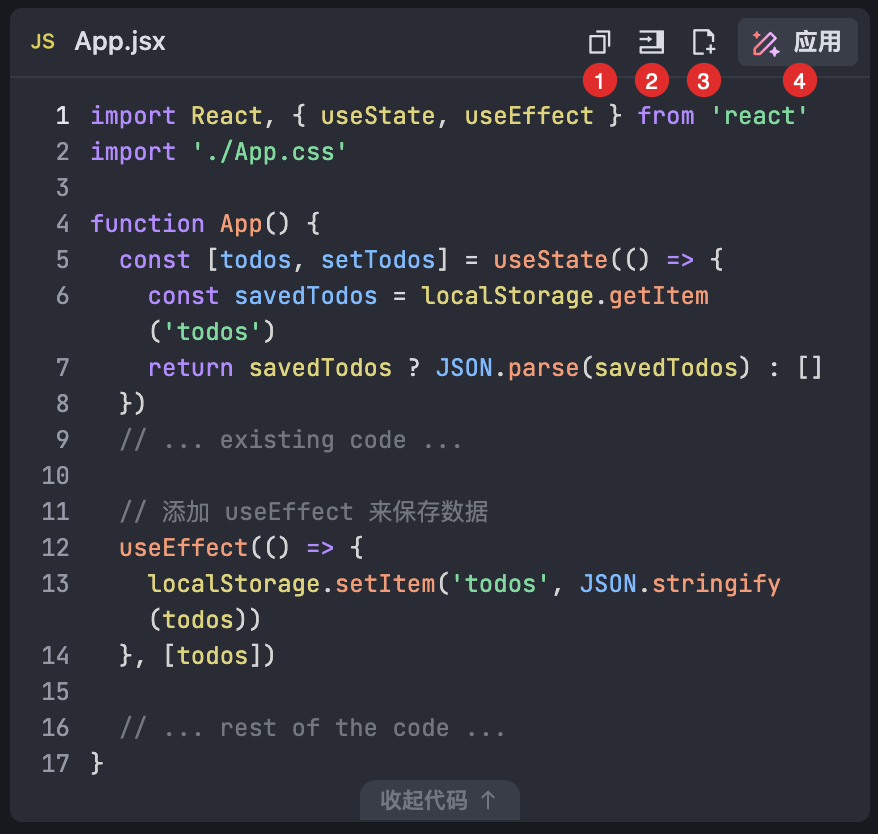 JS App.jsx 应用
1 2 3 4
1 import React, { useState, useEffect } from 'react'
2 import './App.css'
3
4 function App() {
5   const [todos, setTodos] = useState(() => {
6     const savedTodos = localStorage.getItem
    ('todos')
7     return savedTodos ? JSON.parse(savedTodos) : []
8   })
9   // ... existing code ...
10
11   // 添加 useEffect 来保存数据
12   useEffect(() => {
13     localStorage.setItem('todos', JSON.stringify
    (todos))
14   }, [todos])
15
16   // ... rest of the code ...
17 }
收起代码 ↑